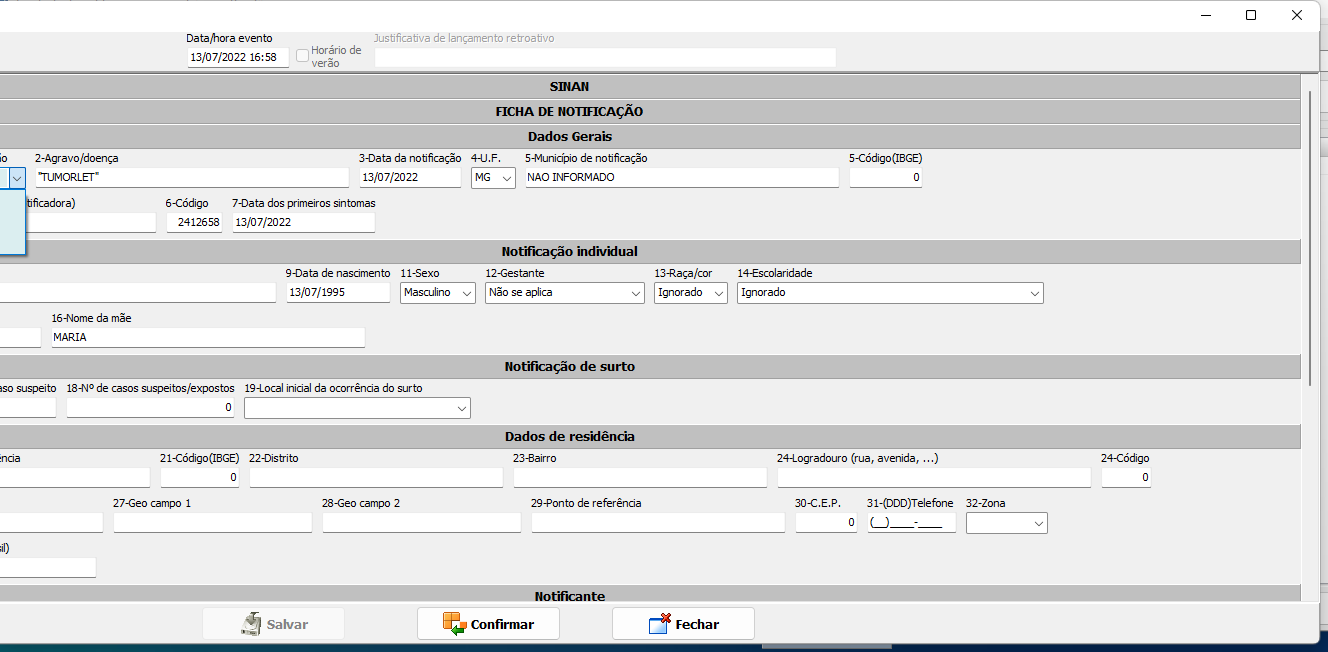 Data/hora evento
Justificativa de lançamento retroativo
13/07/2022 16:58
Horário de
verão
SINAN
FICHA DE NOTIFICAÇÃO
Dados Gerais
ão 2-Agravo/doença 3-Data da notificação 4-U.F. 5-Município de notificação 5-Código(IBGE)
"TUMORLET" 13/07/2022 MG NAO INFORMADO 0
tificadora) 6-Código 7-Data dos primeiros sintomas
2412658 13/07/2022
Notificação individual
9-Data de nascimento 11-Sexo 12-Gestante 13-Raça/cor 14-Escolaridade
13/07/1995 Masculino Não se aplica Ignorado Ignorado
16-Nome da mãe
MARIA
Notificação de surto
aso suspeito 18-Nº de casos suspeitos/expostos 19-Local inicial da ocorrência do surto
0
Dados de residência
ência 21-Código(IBGE) 22-Distrito 23-Bairro 24-Logradouro (rua, avenida, ...) 24-Código
0 0
27-Geo campo 1 28-Geo campo 2 29-Ponto de referência 30-C.E.P. 31-(DDD)Telefone 32-Zona
0 (__)____-____
sil)
Notificante
Salvar Confirmar Fechar